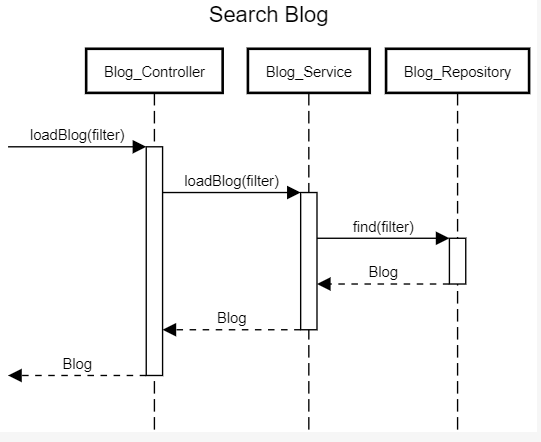 Search Blog
Blog_Controller
Blog_Service
Blog_Repository
loadBlog(filter)
loadBlog(filter)
find(filter)
Blog
Blog
Blog